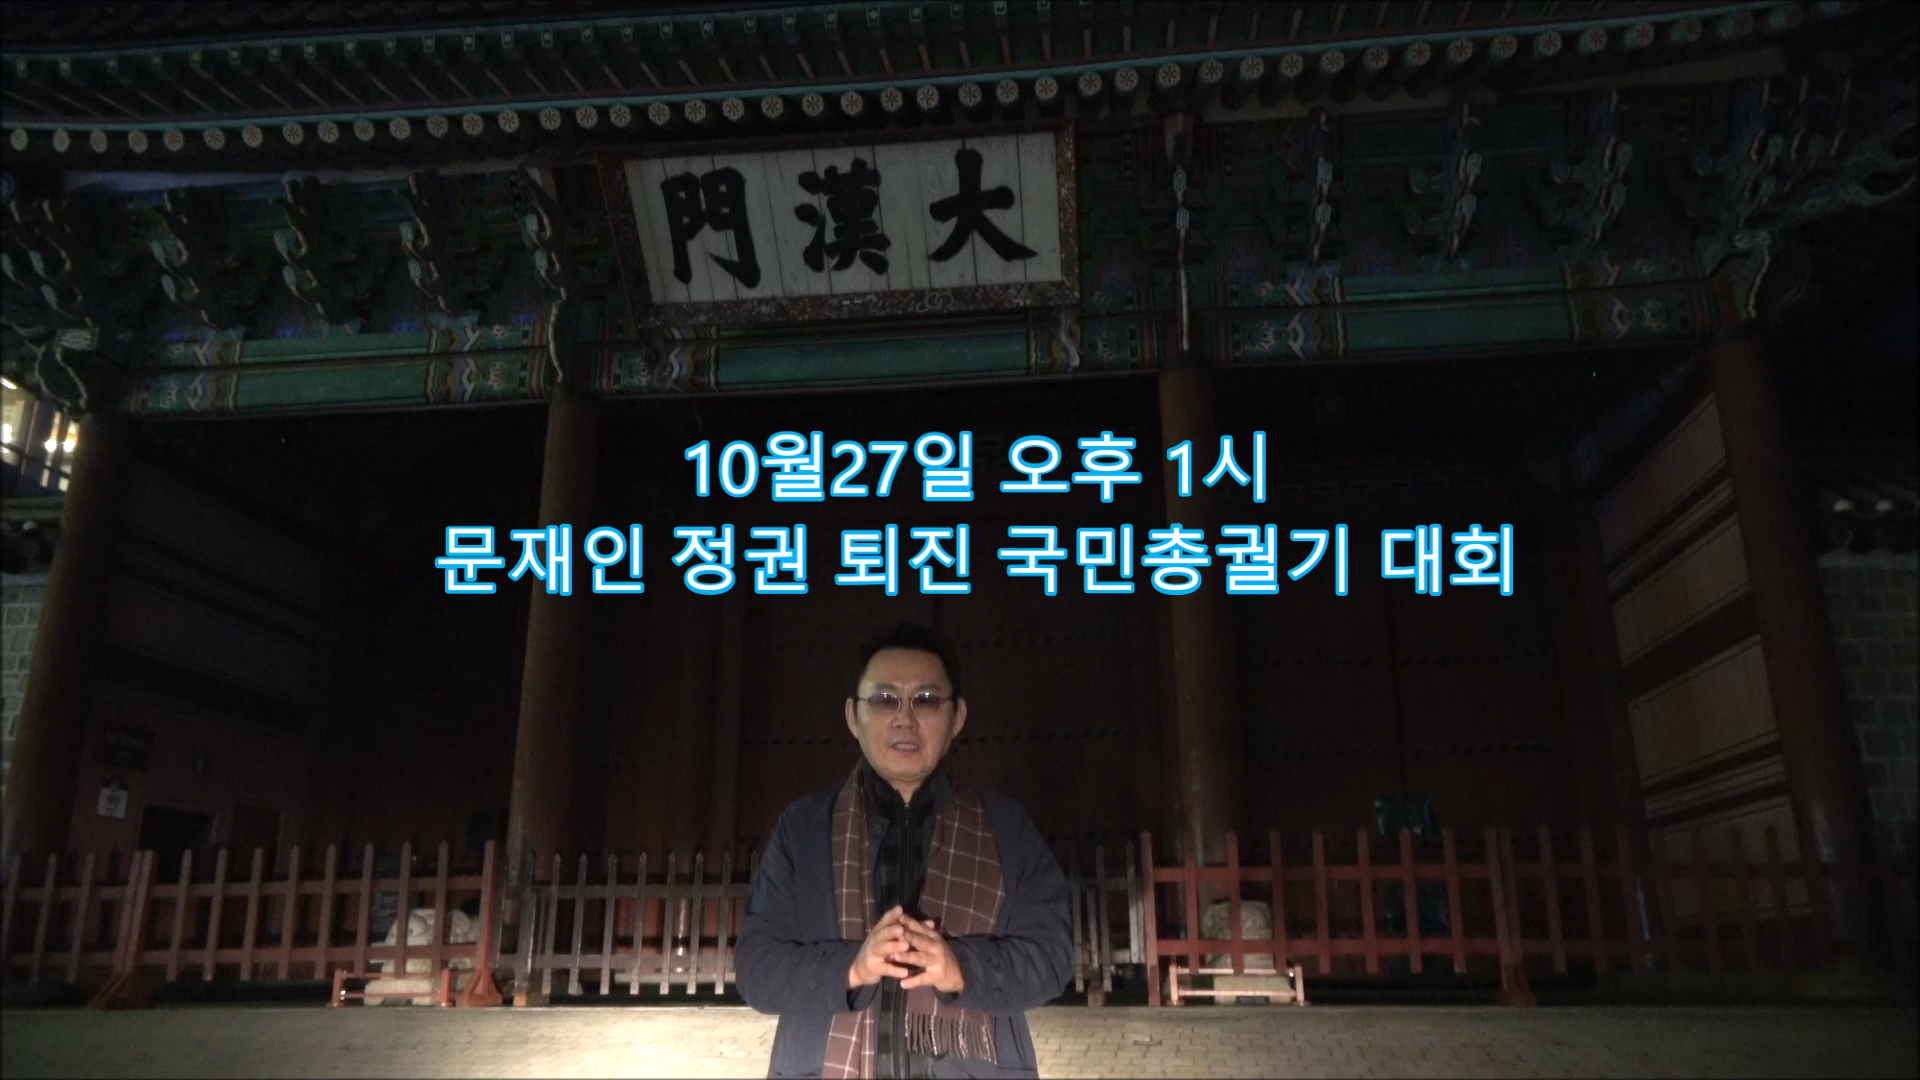 大漢門
10월27일 오후 1시
문재인 정권 퇴진 국민총궐기 대회